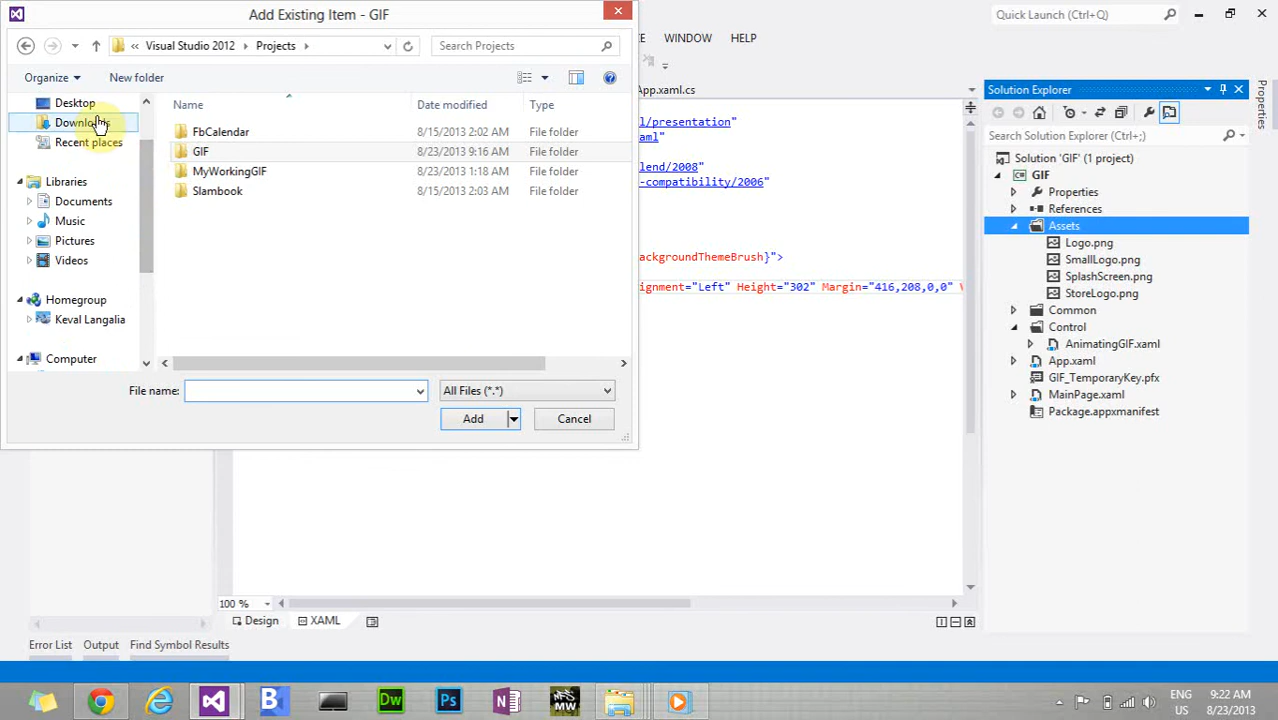 Add Existing Item - GIF
Quick Launch (Ctrl+Q)
« Visual Studio 2012 Projects
Search Projects
WINDOW HELP
Organize New folder
App.xaml.cs
Solution Explorer
Properties
Desktop
Downloads
Recent places
Libraries
Documents
Music
Pictures
Videos
Homegroup
Keval Langalia
Computer
Name Date modified Type
FbCalendar 8/15/2013 2:02 AM File folder
GIF 8/23/2013 9:16 AM File folder
MyWorkingGIF 8/23/2013 1:18 AM File folder
Slambook 8/15/2013 2:03 AM File folder
File name: All Files (*.*)
Add Cancel
l/presentation"
aml"
lend/2008"
-compatibility/2006"
ackgroundThemeBrush}">
ignment="Left" Height="302" Margin="416,208,0,0"
Search Solution Explorer (Ctrl+;)
Solution 'GIF' (1 project)
GIF
Properties
References
Assets
Logo.png
SmallLogo.png
SplashScreen.png
StoreLogo.png
Common
Control
AnimatingGIF.xaml
App.xaml
GIF_TemporaryKey.pfx
MainPage.xaml
Package.appxmanifest
100 %
Design XAML
Error List Output Find Symbol Results
Dw Ps
MW
ENG 9:22 AM
US 8/23/2013